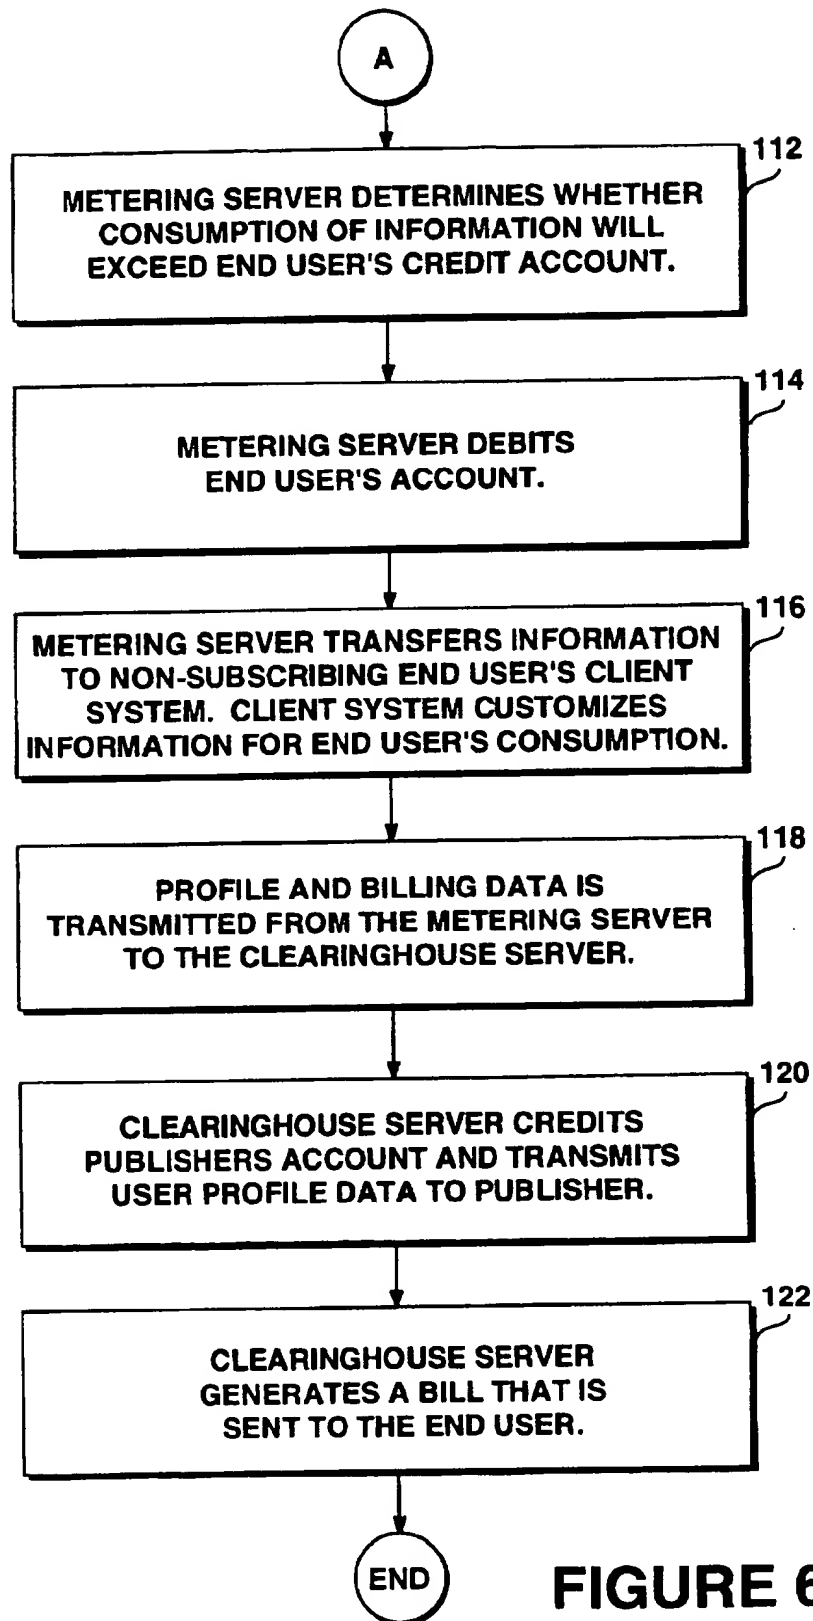 A
112
METERING SERVER DETERMINES WHETHER
CONSUMPTION OF INFORMATION WILL
EXCEED END USER'S CREDIT ACCOUNT.
114
METERING SERVER DEBITS
END USER'S ACCOUNT.
116
METERING SERVER TRANSFERS INFORMATION
TO NON-SUBSCRIBING END USER'S CLIENT
SYSTEM. CLIENT SYSTEM CUSTOMIZES
INFORMATION FOR END USER'S CONSUMPTION.
118
PROFILE AND BILLING DATA IS
TRANSMITTED FROM THE METERING SERVER
TO THE CLEARINGHOUSE SERVER.
120
CLEARINGHOUSE SERVER CREDITS
PUBLISHERS ACCOUNT AND TRANSMITS
USER PROFILE DATA TO PUBLISHER.
122
CLEARINGHOUSE SERVER
GENERATES A BILL THAT IS
SENT TO THE END USER.
END
FIGURE 6